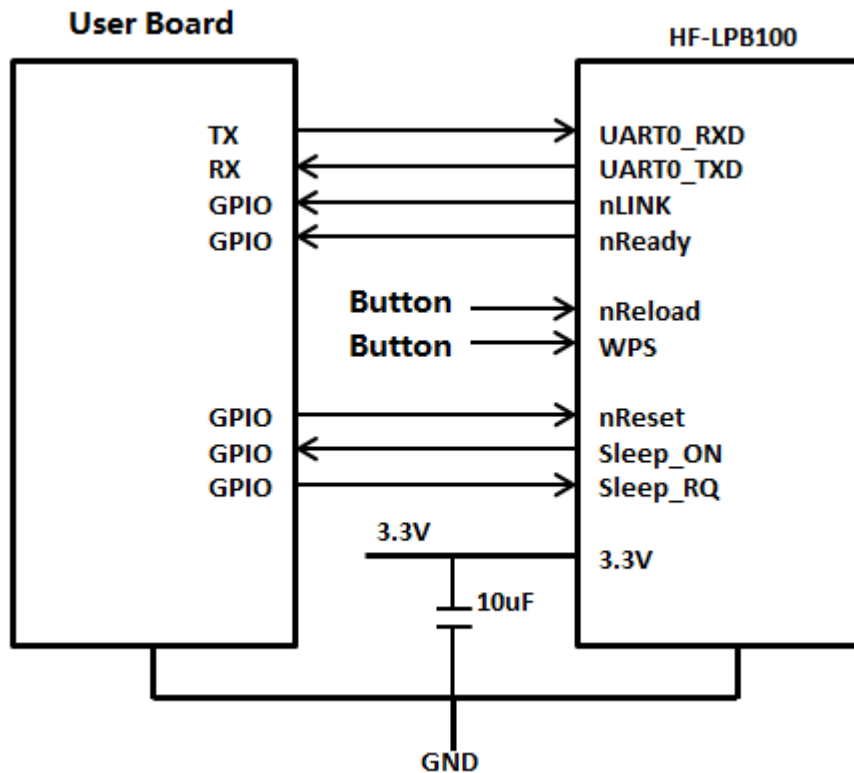 User Board
HF-LPB100
TX
UART0_RXD
RX
UART0_TXD
GPIO
nLINK
GPIO
nReady
Button
nReload
Button
WPS
GPIO
nReset
GPIO
Sleep_ON
GPIO
Sleep_RQ
3.3V
3.3V
10uF
GND